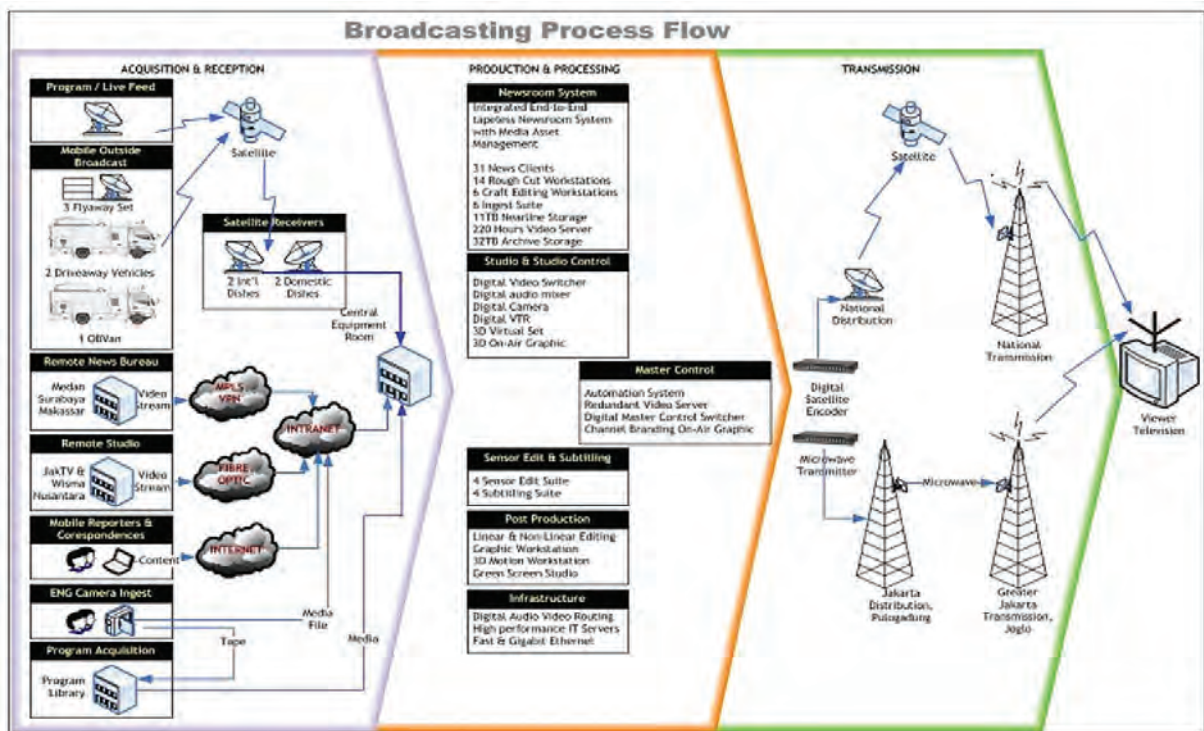 Broadcasting Process Flow
ACQUISITION & RECEPTION
Program / Live Feed
Satellite
Mobile Outside
Broadcast
3 Flyaway Set
2 Driveaway Vehicles
1 OBVan
Satellite Receivers
2 Int'l
Dishes
2 Domestic
Dishes
Central
Equipment
Room
Remote News Bureau
Medan
Surabaya
Makassar
Video
Stream
MPLS
VPN
INTRANET
Remote Studio
JakTV &
Wisma
Nusantara
Video
Stream
FIBRE
OPTIC
Mobile Reporters &
Corespondences
Content
INTERNET
ENG Camera Ingest
Media
File
Tape
Media
Program Acquisition
Program
Library
PRODUCTION & PROCESSING
Newsroom System
Integrated End-to-End
tapeless Newsroom System
with Media Asset
Management
31 News Clients
14 Rough Cut Workstations
6 Craft Editing Workstations
6 Ingest Suite
11TB Nearline Storage
220 Hours Video Server
32TB Archive Storage
Studio & Studio Control
Digital Video Switcher
Digital audio mixer
Digital Camera
Digital VTR
3D Virtual Set
3D On-Air Graphic
Master Control
Automation System
Redundant Video Server
Digital Master Control Switcher
Channel Branding On-Air Graphic
Sensor Edit & Subtitling
4 Sensor Edit Suite
4 Subtitling Suite
Post Production
Linear & Non-Linear Editing
Graphic Workstation
3D Motion Workstation
Green Screen Studio
Infrastructure
Digital Audio Video Routing
High performance IT Servers
Fast & Gigabit Ethernet
TRANSMISSION
Satellite
National
Distribution
National
Transmission
Digital
Satellite
Encoder
Microwave
Transmitter
Microwave
Jakarta
Distribution,
Pulogadung
Greater
Jakarta
Transmission,
Joglo
Viewer
Television